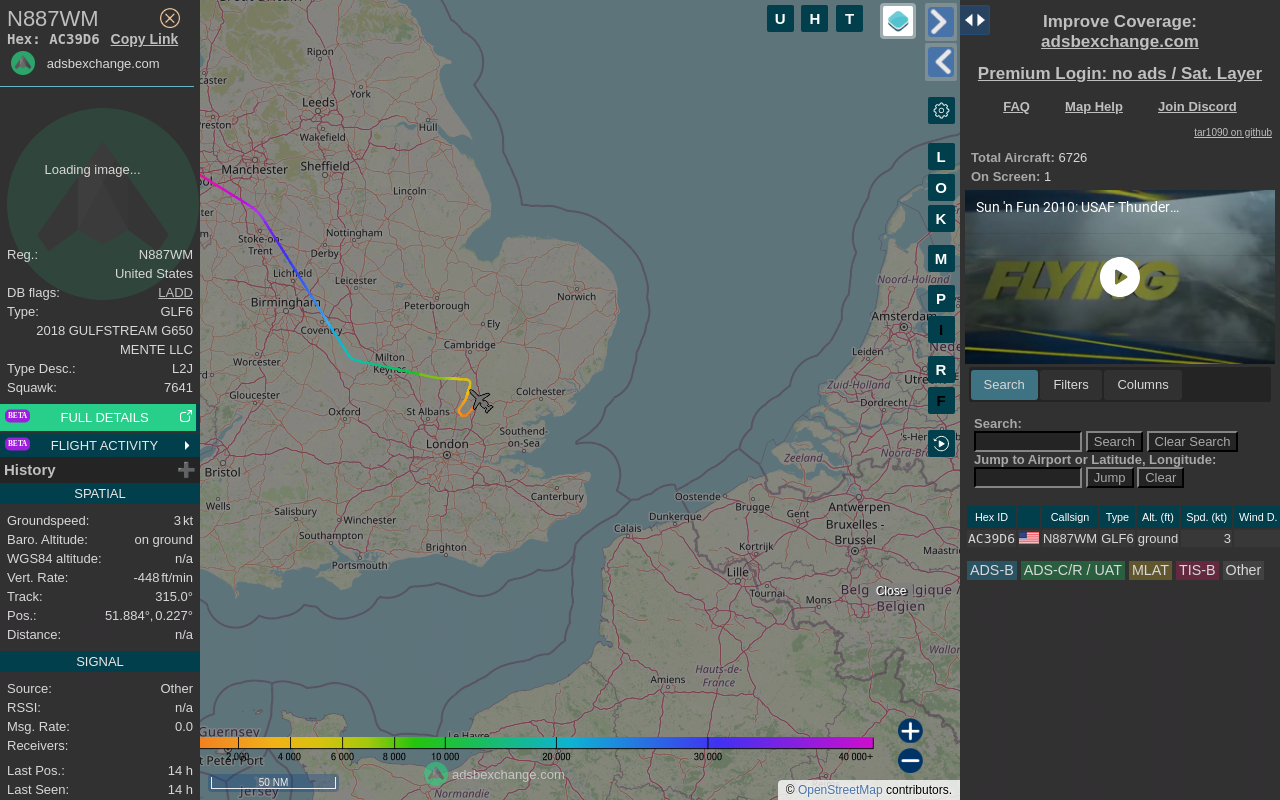 N887WM
Hex: AC39D6 Copy Link
adsbexchange.com
Loading image...
Reg.: N887WM
United States
DB flags: LADD
Type: GLF6
2018 GULFSTREAM G650
MENTE LLC
Type Desc.: L2J
Squawk: 7641
BETA FULL DETAILS
BETA FLIGHT ACTIVITY
History
SPATIAL
Groundspeed: 3 kt
Baro. Altitude: on ground
WGS84 altitude: n/a
Vert. Rate: -448 ft/min
Track: 315.0°
Pos.: 51.884°, 0.227°
Distance: n/a
SIGNAL
Source: Other
RSSI: n/a
Msg. Rate: 0.0
Receivers:
Last Pos.: 14 h
Last Seen: 14 h
U H T
L
O
K
M
P
I
R
F
Ripon
York
Leeds
Preston
Hull
Wakefield
Manchester
Sheffield
Lincoln
Stoke-on-
Trent
Nottingham
Derby
Lichfield
Leicester
Norwich
Birmingham
Peterborough
Ely
Coventry
Cambridge
Worcester
Milton
Keynes
Gloucester
Colchester
Oxford
St Albans
Southend-
on-Sea
London
Bristol
Wells
Canterbury
Salisbury
Winchester
Southampton
Brighton
Portsmouth
Noord-Holland
Amsterdam
Leiden
Zuid-Holland
Dordrecht
Zeeland
Oostende
Brugge
Antwerpen
Gent
Dunkerque
Calais
Bruxelles -
Brussel
Kortrijk
Lille
Tournai
Mons
Belgien
Close
Hauts-de-
France
Amiens
Guernsey
Le Havre
Jersey
Normandie
2 000 4 000 6 000 8 000 10 000 20 000 30 000 40 000+
50 NM
adsbexchange.com
© OpenStreetMap contributors.
Improve Coverage:
adsbexchange.com
Premium Login: no ads / Sat. Layer
FAQ Map Help Join Discord
tar1090 on github
Total Aircraft: 6726
On Screen: 1
Sun 'n Fun 2010: USAF Thunder...
FLYING
Search Filters Columns
Search:
Search Clear Search
Jump to Airport or Latitude, Longitude:
Jump Clear
Hex ID Callsign Type Alt. (ft) Spd. (kt) Wind D.
AC39D6 N887WM GLF6 ground 3
ADS-B ADS-C/R / UAT MLAT TIS-B Other